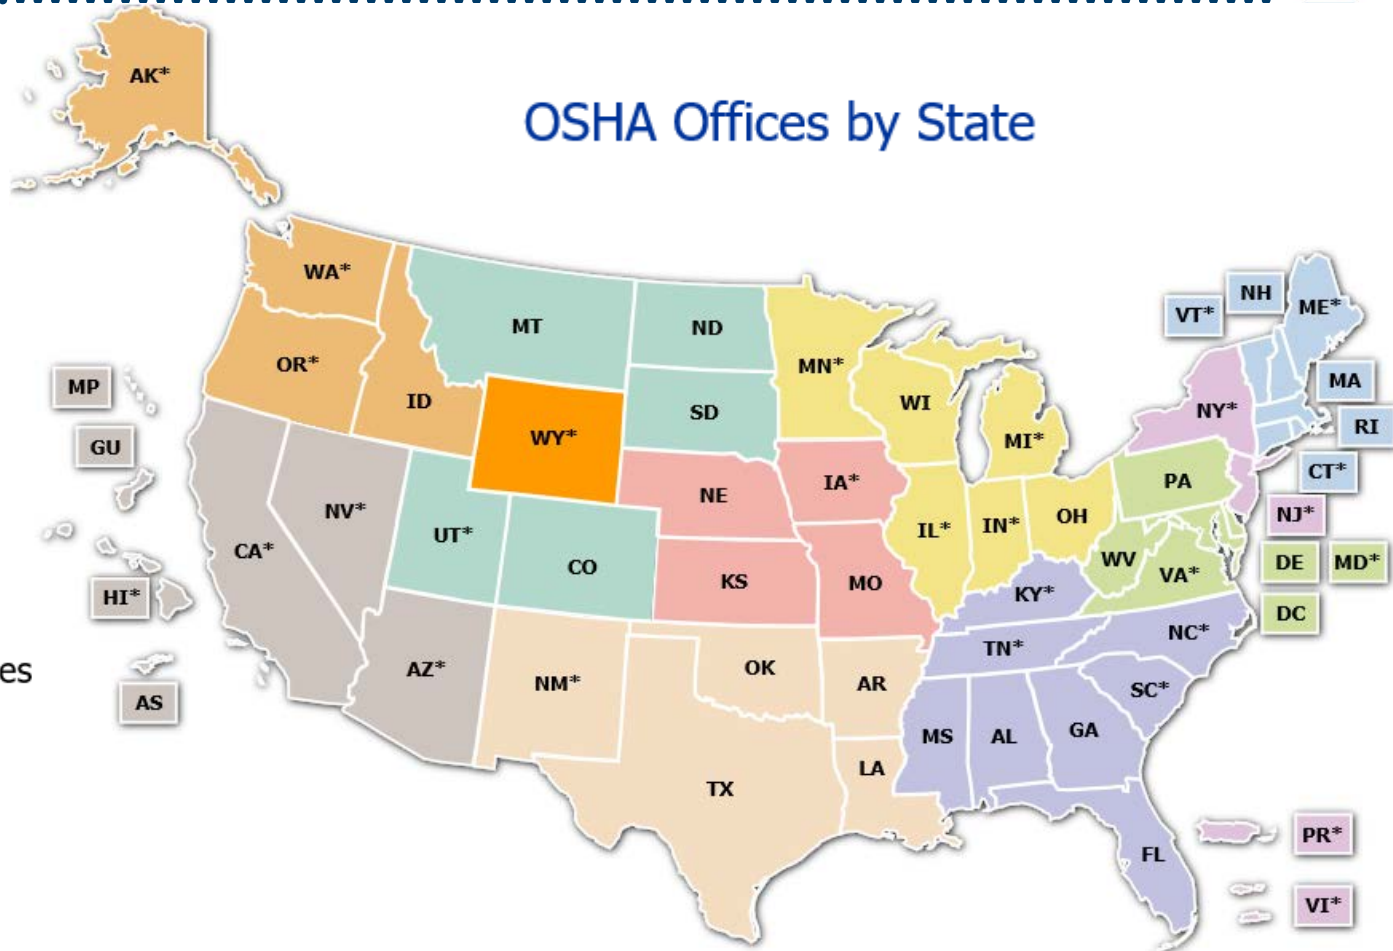 AK*
OSHA Offices by State
WA*
MT
ND
OR*
ID
MN*
WI
MI*
VT*
NH
ME*
MA
RI
CT*
NY*
NJ*
MP
GU
WY*
SD
NE
IA*
PA
NV*
UT*
CO
CA*
HI*
KS
MO
IL*
IN*
OH
WV
VA*
DE
MD*
DC
KY*
es
AS
AZ*
NM*
OK
AR
TN*
NC*
SC*
TX
LA
MS
AL
GA
FL
PR*
VI*